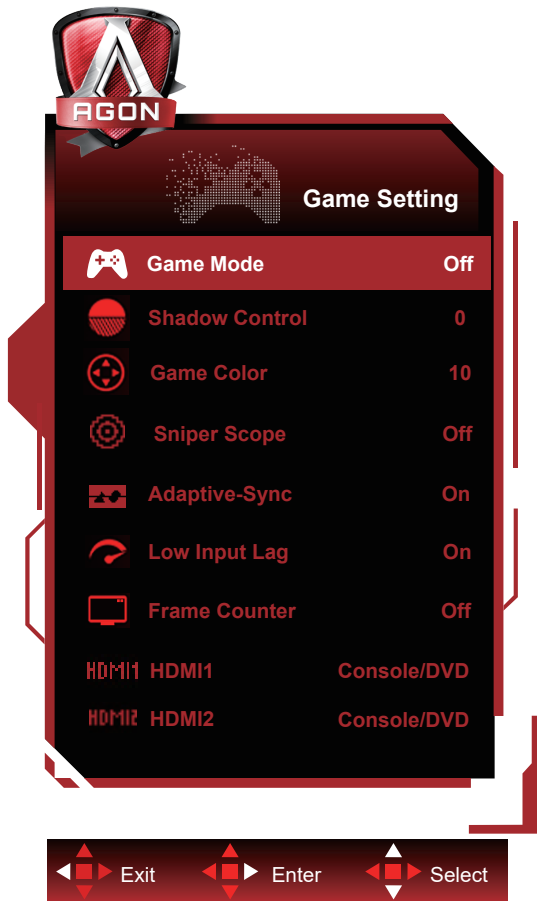 AGON
Game Setting
Game Mode Off
Shadow Control 0
Game Color 10
Sniper Scope Off
Adaptive-Sync On
Low Input Lag On
Frame Counter Off
HDMI1 HDMI1 Console/DVD
HDMI2 HDMI2 Console/DVD
Exit Enter Select